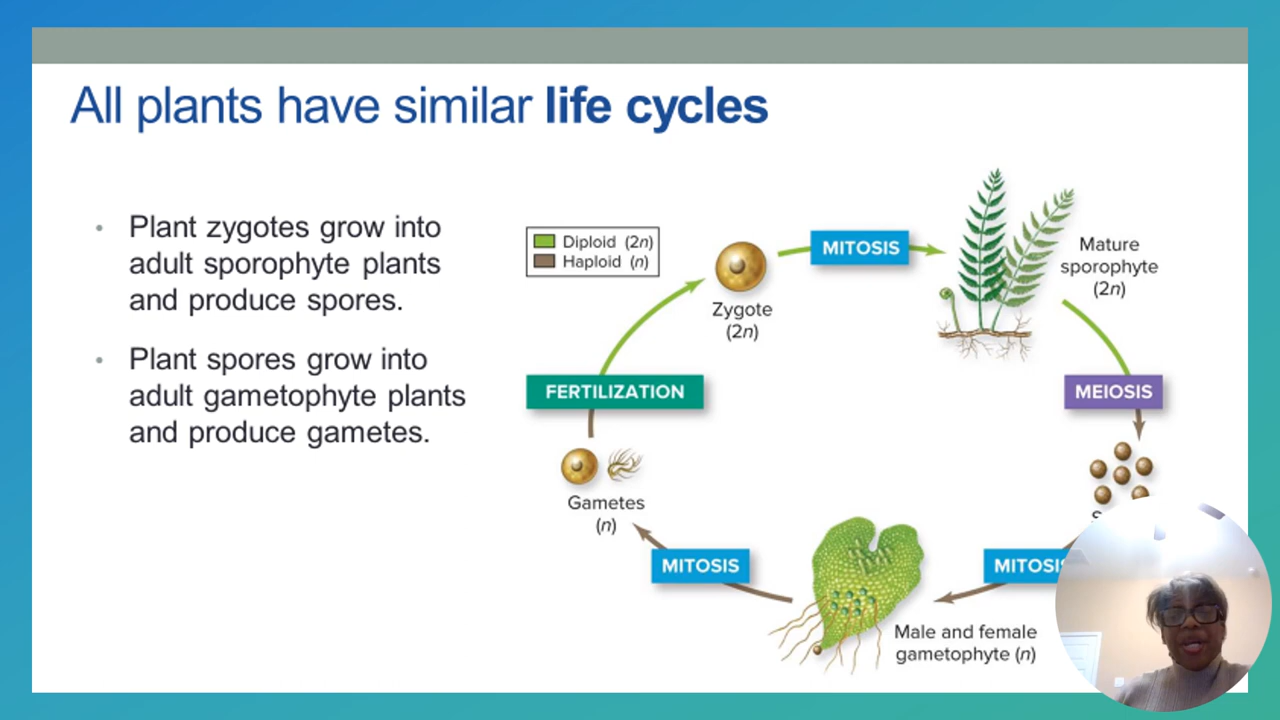 All plants have similar life cycles
Plant zygotes grow into
adult sporophyte plants
and produce spores.
Plant spores grow into
adult gametophyte plants
and produce gametes.
Diploid (2n)
Haploid (n)
Zygote
(2n)
MITOSIS
Mature
sporophyte
(2n)
FERTILIZATION
MEIOSIS
Gametes
(n)
MITOSIS
Male and female
gametophyte (n)